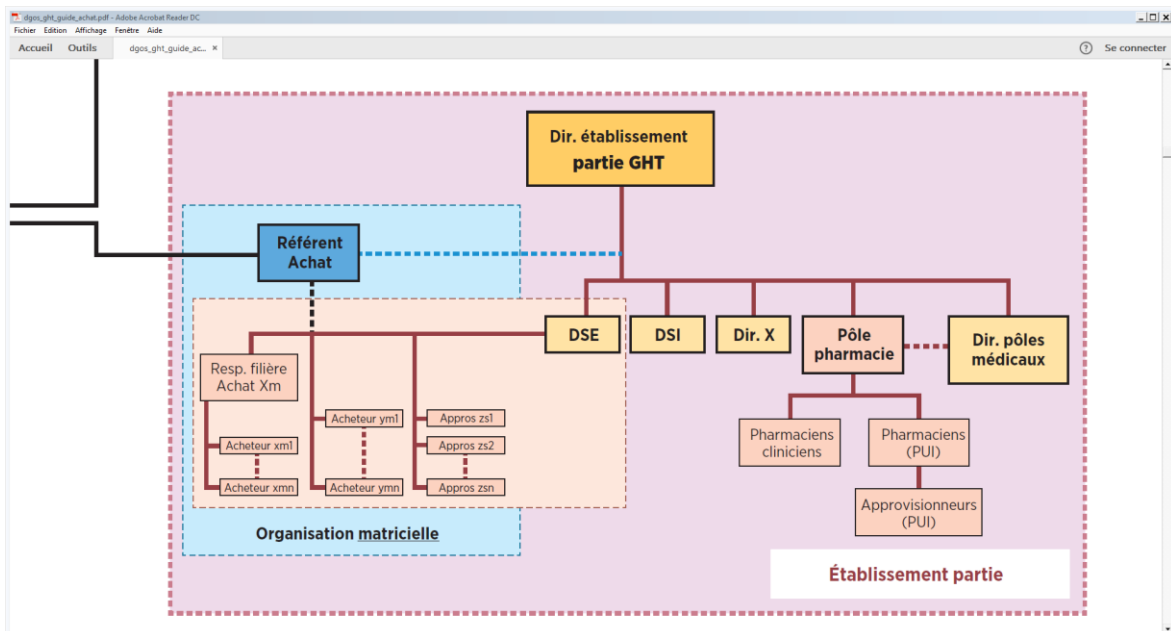 dgos_ght_guide_achat.pdf - Adobe Acrobat Reader DC
Fichier Edition Affichage Fenêtre Aide
Accueil Outils dgos_ght_guide_ac... × ? Se connecter
Dir. établissement
partie GHT
Référent
Achat
DSE
DSI
Dir. X
Pôle
pharmacie
Dir. pôles
médicaux
Resp. filière
Achat Xm
Acheteur xm1
Acheteur xmn
Acheteur ym1
Acheteur ymn
Appros zs1
Appros zs2
Appros zsn
Pharmaciens
cliniciens
Pharmaciens
(PUI)
Approvisionneurs
(PUI)
Organisation matricielle
Établissement partie